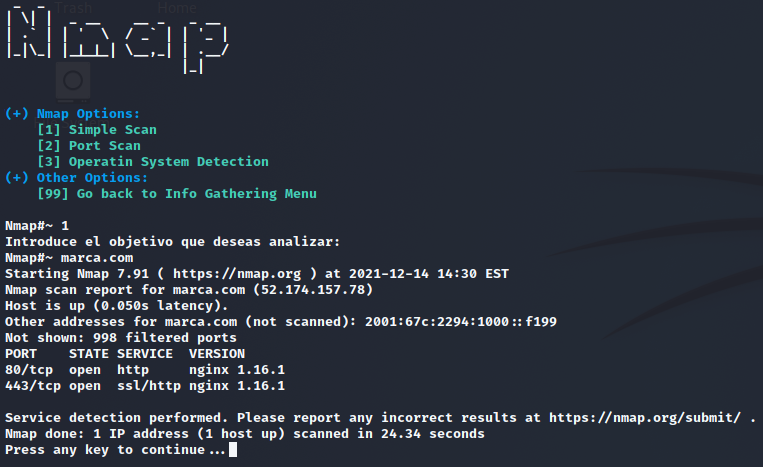 Trash Home
Nmap
(+) Nmap Options:
[1] Simple Scan
[2] Port Scan
[3] Operatin System Detection
(+) Other Options:
[99] Go back to Info Gathering Menu
Nmap#~ 1
Introduce el objetivo que deseas analizar:
Nmap#~ marca.com
Starting Nmap 7.91 ( https://nmap.org ) at 2021-12-14 14:30 EST
Nmap scan report for marca.com (52.174.157.78)
Host is up (0.050s latency).
Other addresses for marca.com (not scanned): 2001:67c:2294:1000::f199
Not shown: 998 filtered ports
PORT    STATE SERVICE  VERSION
80/tcp  open  http     nginx 1.16.1
443/tcp open  ssl/http nginx 1.16.1
Service detection performed. Please report any incorrect results at https://nmap.org/submit/ .
Nmap done: 1 IP address (1 host up) scanned in 24.34 seconds
Press any key to continue...